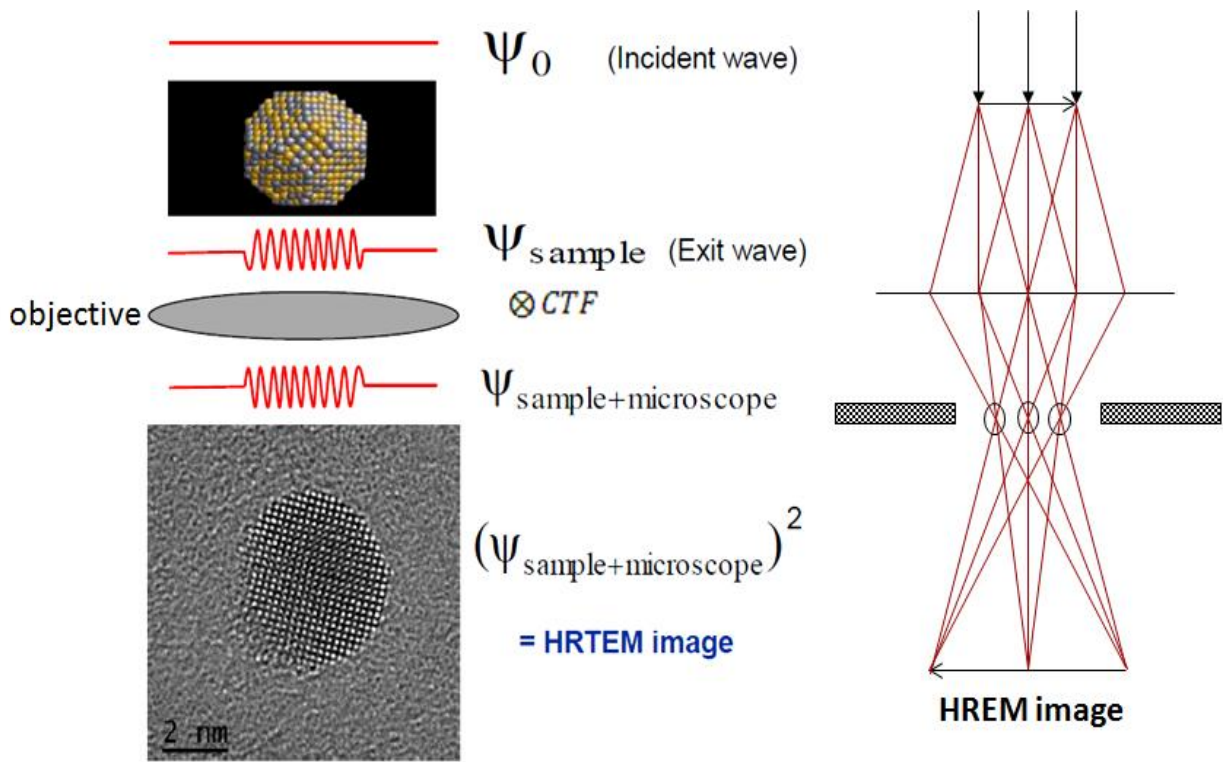 ψ₀ (Incident wave)
ψsample (Exit wave)
objective
⊗ CTF
ψsample+microscope
(ψsample+microscope)²
= HRTEM image
2 nm
HREM image